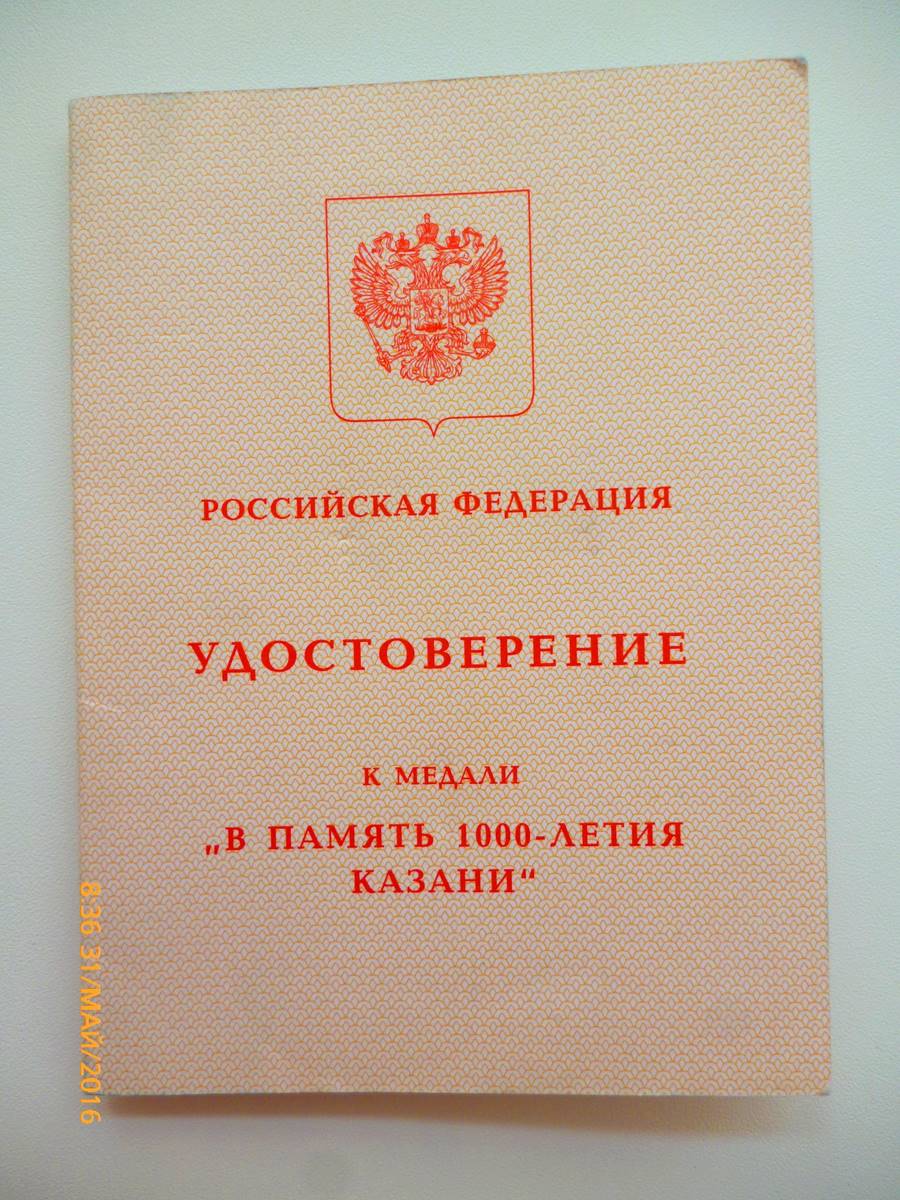 РОССИЙСКАЯ ФЕДЕРАЦИЯ
УДОСТОВЕРЕНИЕ
К МЕДАЛИ
„В ПАМЯТЬ 1000-ЛЕТИЯ
КАЗАНИ“
8:36 31/МАЙ/2016